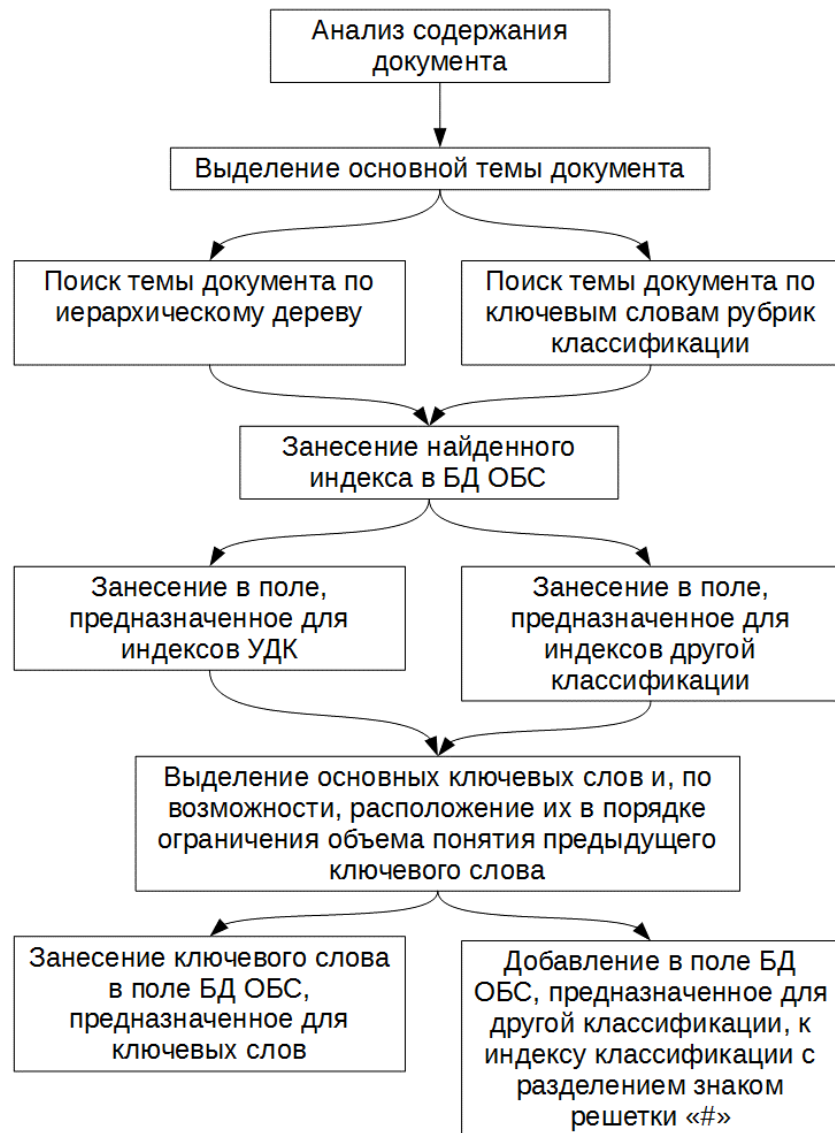 Анализ содержания
документа
Выделение основной темы документа
Поиск темы документа по
иерархическому дереву
Поиск темы документа по
ключевым словам рубрик
классификации
Занесение найденного
индекса в БД ОБС
Занесение в поле,
предназначенное для
индексов УДК
Занесение в поле,
предназначенное для
индексов другой
классификации
Выделение основных ключевых слов и, по
возможности, расположение их в порядке
ограничения объема понятия предыдущего
ключевого слова
Занесение ключевого слова
в поле БД ОБС,
предназначенное для
ключевых слов
Добавление в поле БД
ОБС, предназначенное для
другой классификации, к
индексу классификации с
разделением знаком
решетки «#»